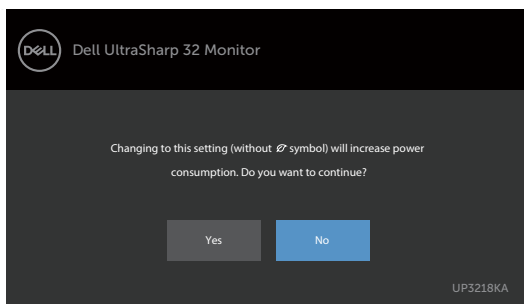 DELL
Dell UltraSharp 32 Monitor
Changing to this setting (without symbol) will increase power
consumption. Do you want to continue?
Yes
No
UP3218KA